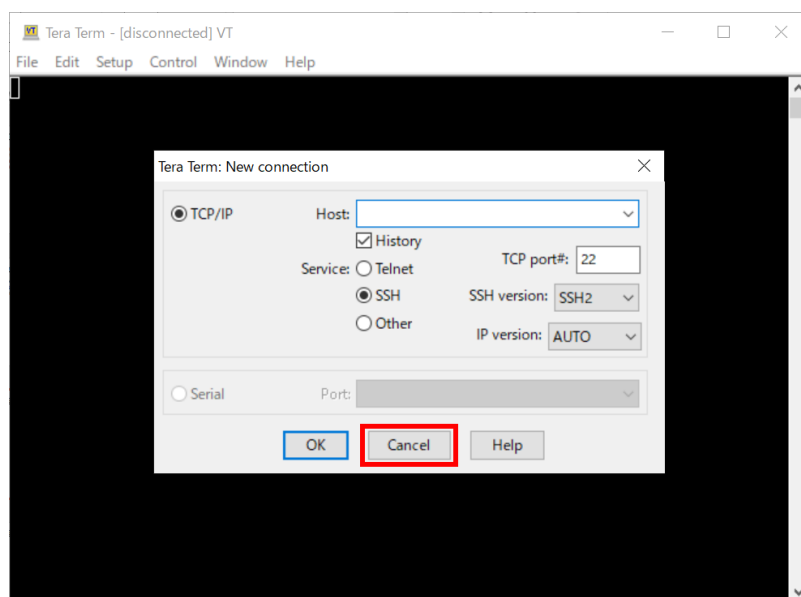 VT Tera Term - [disconnected] VT
File Edit Setup Control Window Help
Tera Term: New connection
TCP/IP Host:
History
Service: Telnet TCP port#: 22
SSH SSH version: SSH2
Other IP version: AUTO
Serial Port:
OK Cancel Help